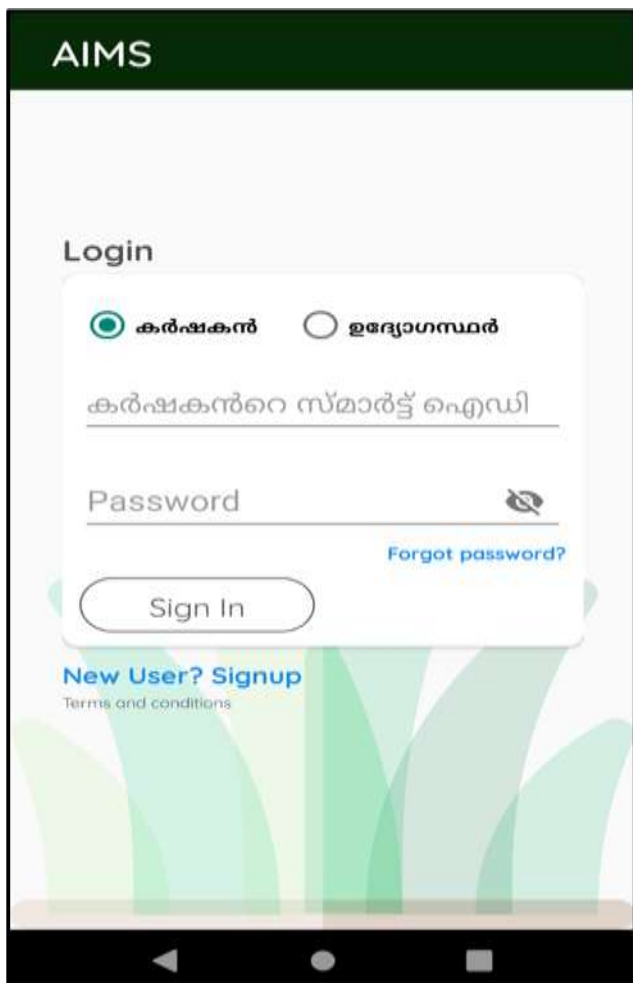 AIMS
Login
കർഷകൻ ഉദ്യോഗസ്ഥർ
കർഷകൻറെ സ്മാർട്ട് ഐഡി
Password
Forgot password?
Sign In
New User? Signup
Terms and conditions